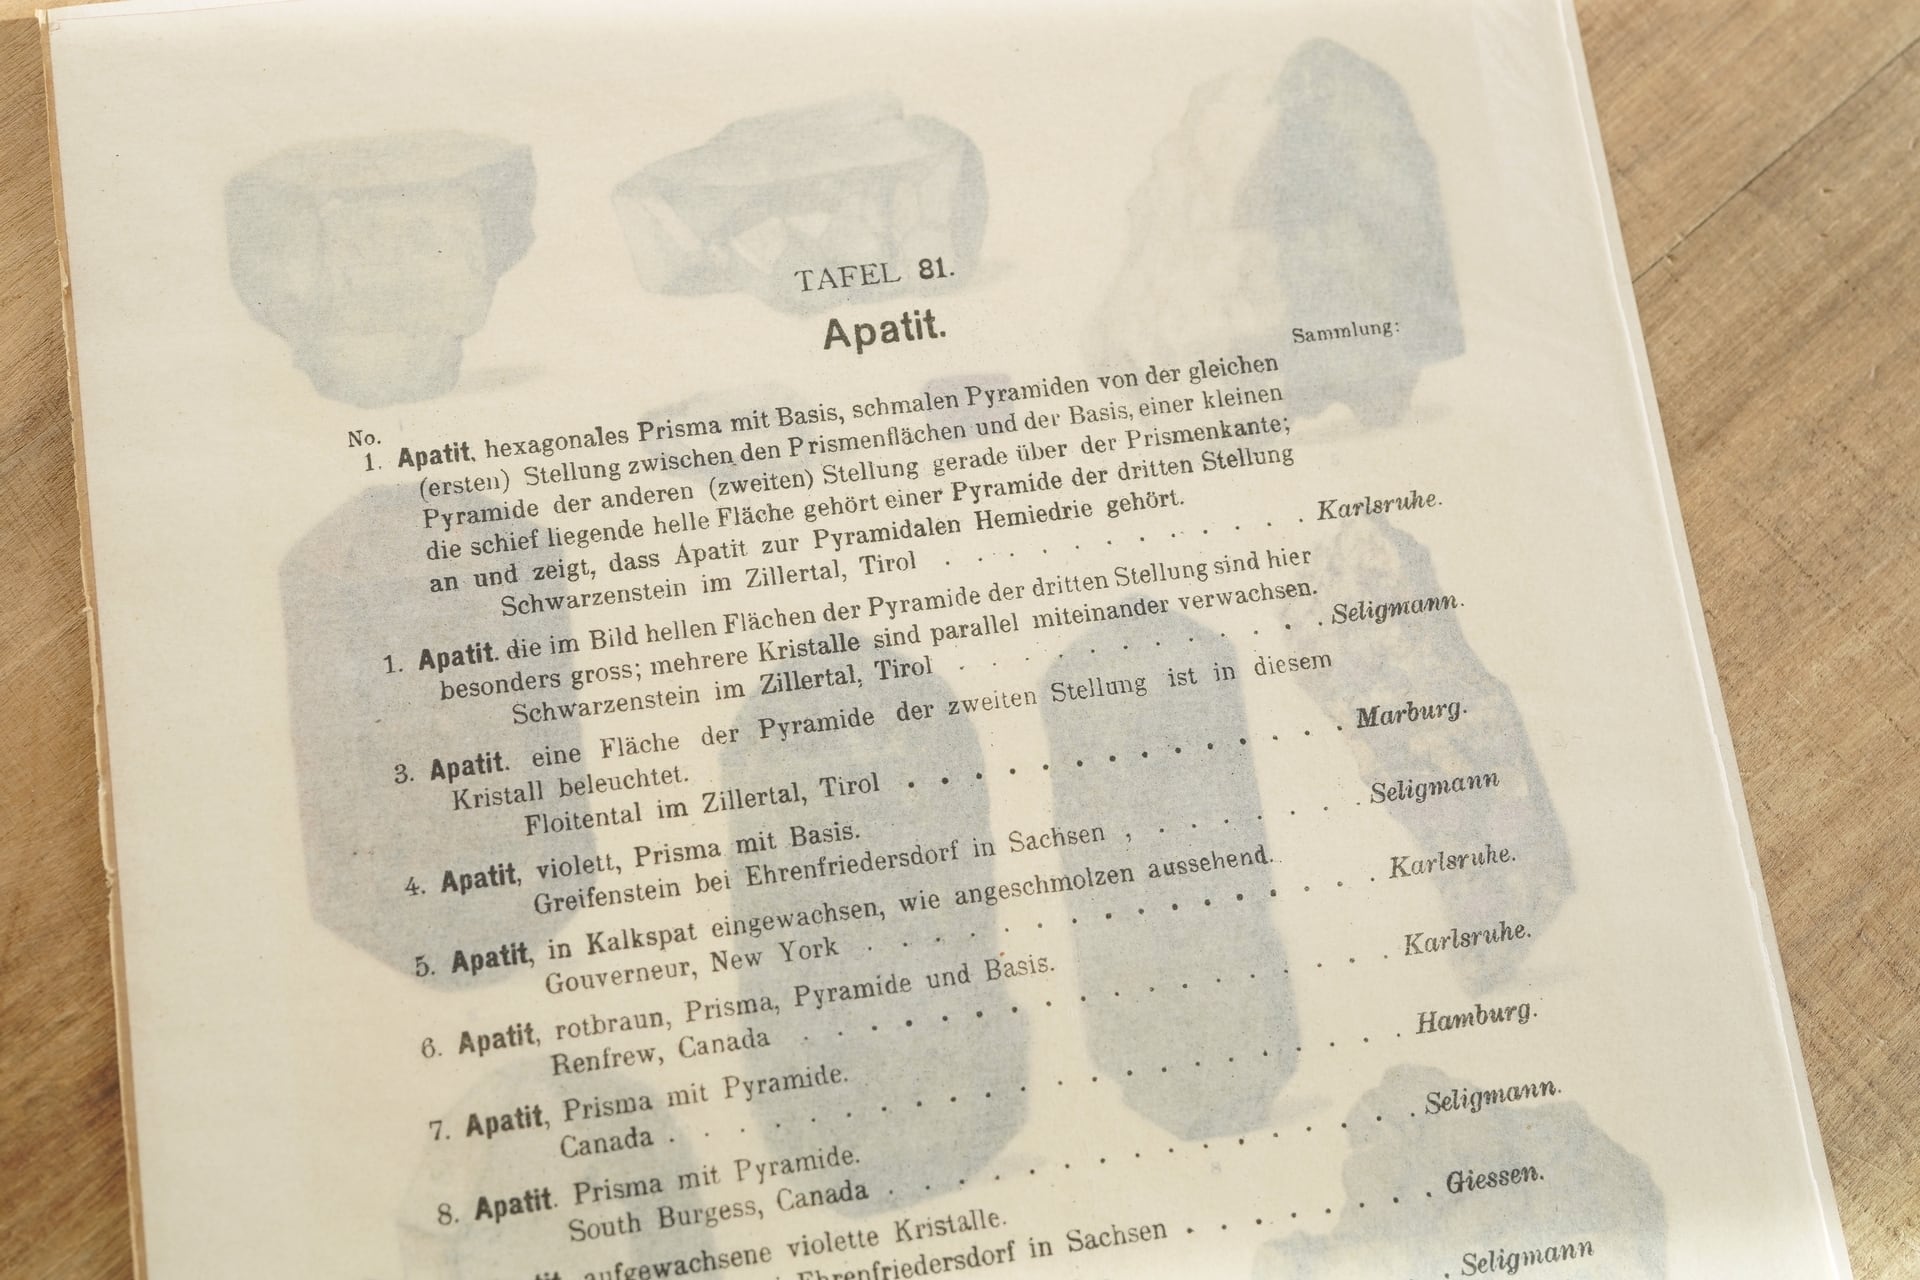 TAFEL 81.
Apatit.
Sammlung:
No.
1. Apatit, hexagonales Prisma mit Basis, schmalen Pyramiden von der gleichen
(ersten) Stellung zwischen den Prismenflächen und der Basis, einer kleinen
Pyramide der anderen (zweiten) Stellung gerade über der Prismenkante;
die schief liegende helle Fläche gehört einer Pyramide der dritten Stellung
an und zeigt, dass Apatit zur Pyramidalen Hemiedrie gehört.
Schwarzenstein im Zillertal, Tirol . . . . . . . . . . . Karlsruhe.
1. Apatit. die im Bild hellen Flächen der Pyramide der dritten Stellung sind hier
besonders gross; mehrere Kristalle sind parallel miteinander verwachsen.
Schwarzenstein im Zillertal, Tirol . . . . . . . . . . . Seligmann.
3. Apatit. eine Fläche der Pyramide der zweiten Stellung ist in diesem
Kristall beleuchtet.
Floitental im Zillertal, Tirol . . . . . . . . . . . . . . Marburg.
4. Apatit, violett, Prisma mit Basis.
Greifenstein bei Ehrenfriedersdorf in Sachsen , . . . . . . . Seligmann
5. Apatit, in Kalkspat eingewachsen, wie angeschmolzen aussehend.
Gouverneur, New York . . . . . . . . . . . . . . . . Karlsruhe.
6. Apatit, rotbraun, Prisma, Pyramide und Basis.
Renfrew, Canada . . . . . . . . . . . . . . . . . . Karlsruhe.
7. Apatit, Prisma mit Pyramide.
Canada . . . . . . . . . . . . . . . . . . . . . . Hamburg.
8. Apatit. Prisma mit Pyramide.
South Burgess, Canada . . . . . . . . . . . . . . . . Seligmann.
aufgewachsene violette Kristalle.
Ehrenfriedersdorf in Sachsen . . . . . . . . Giessen.
. Seligmann
8